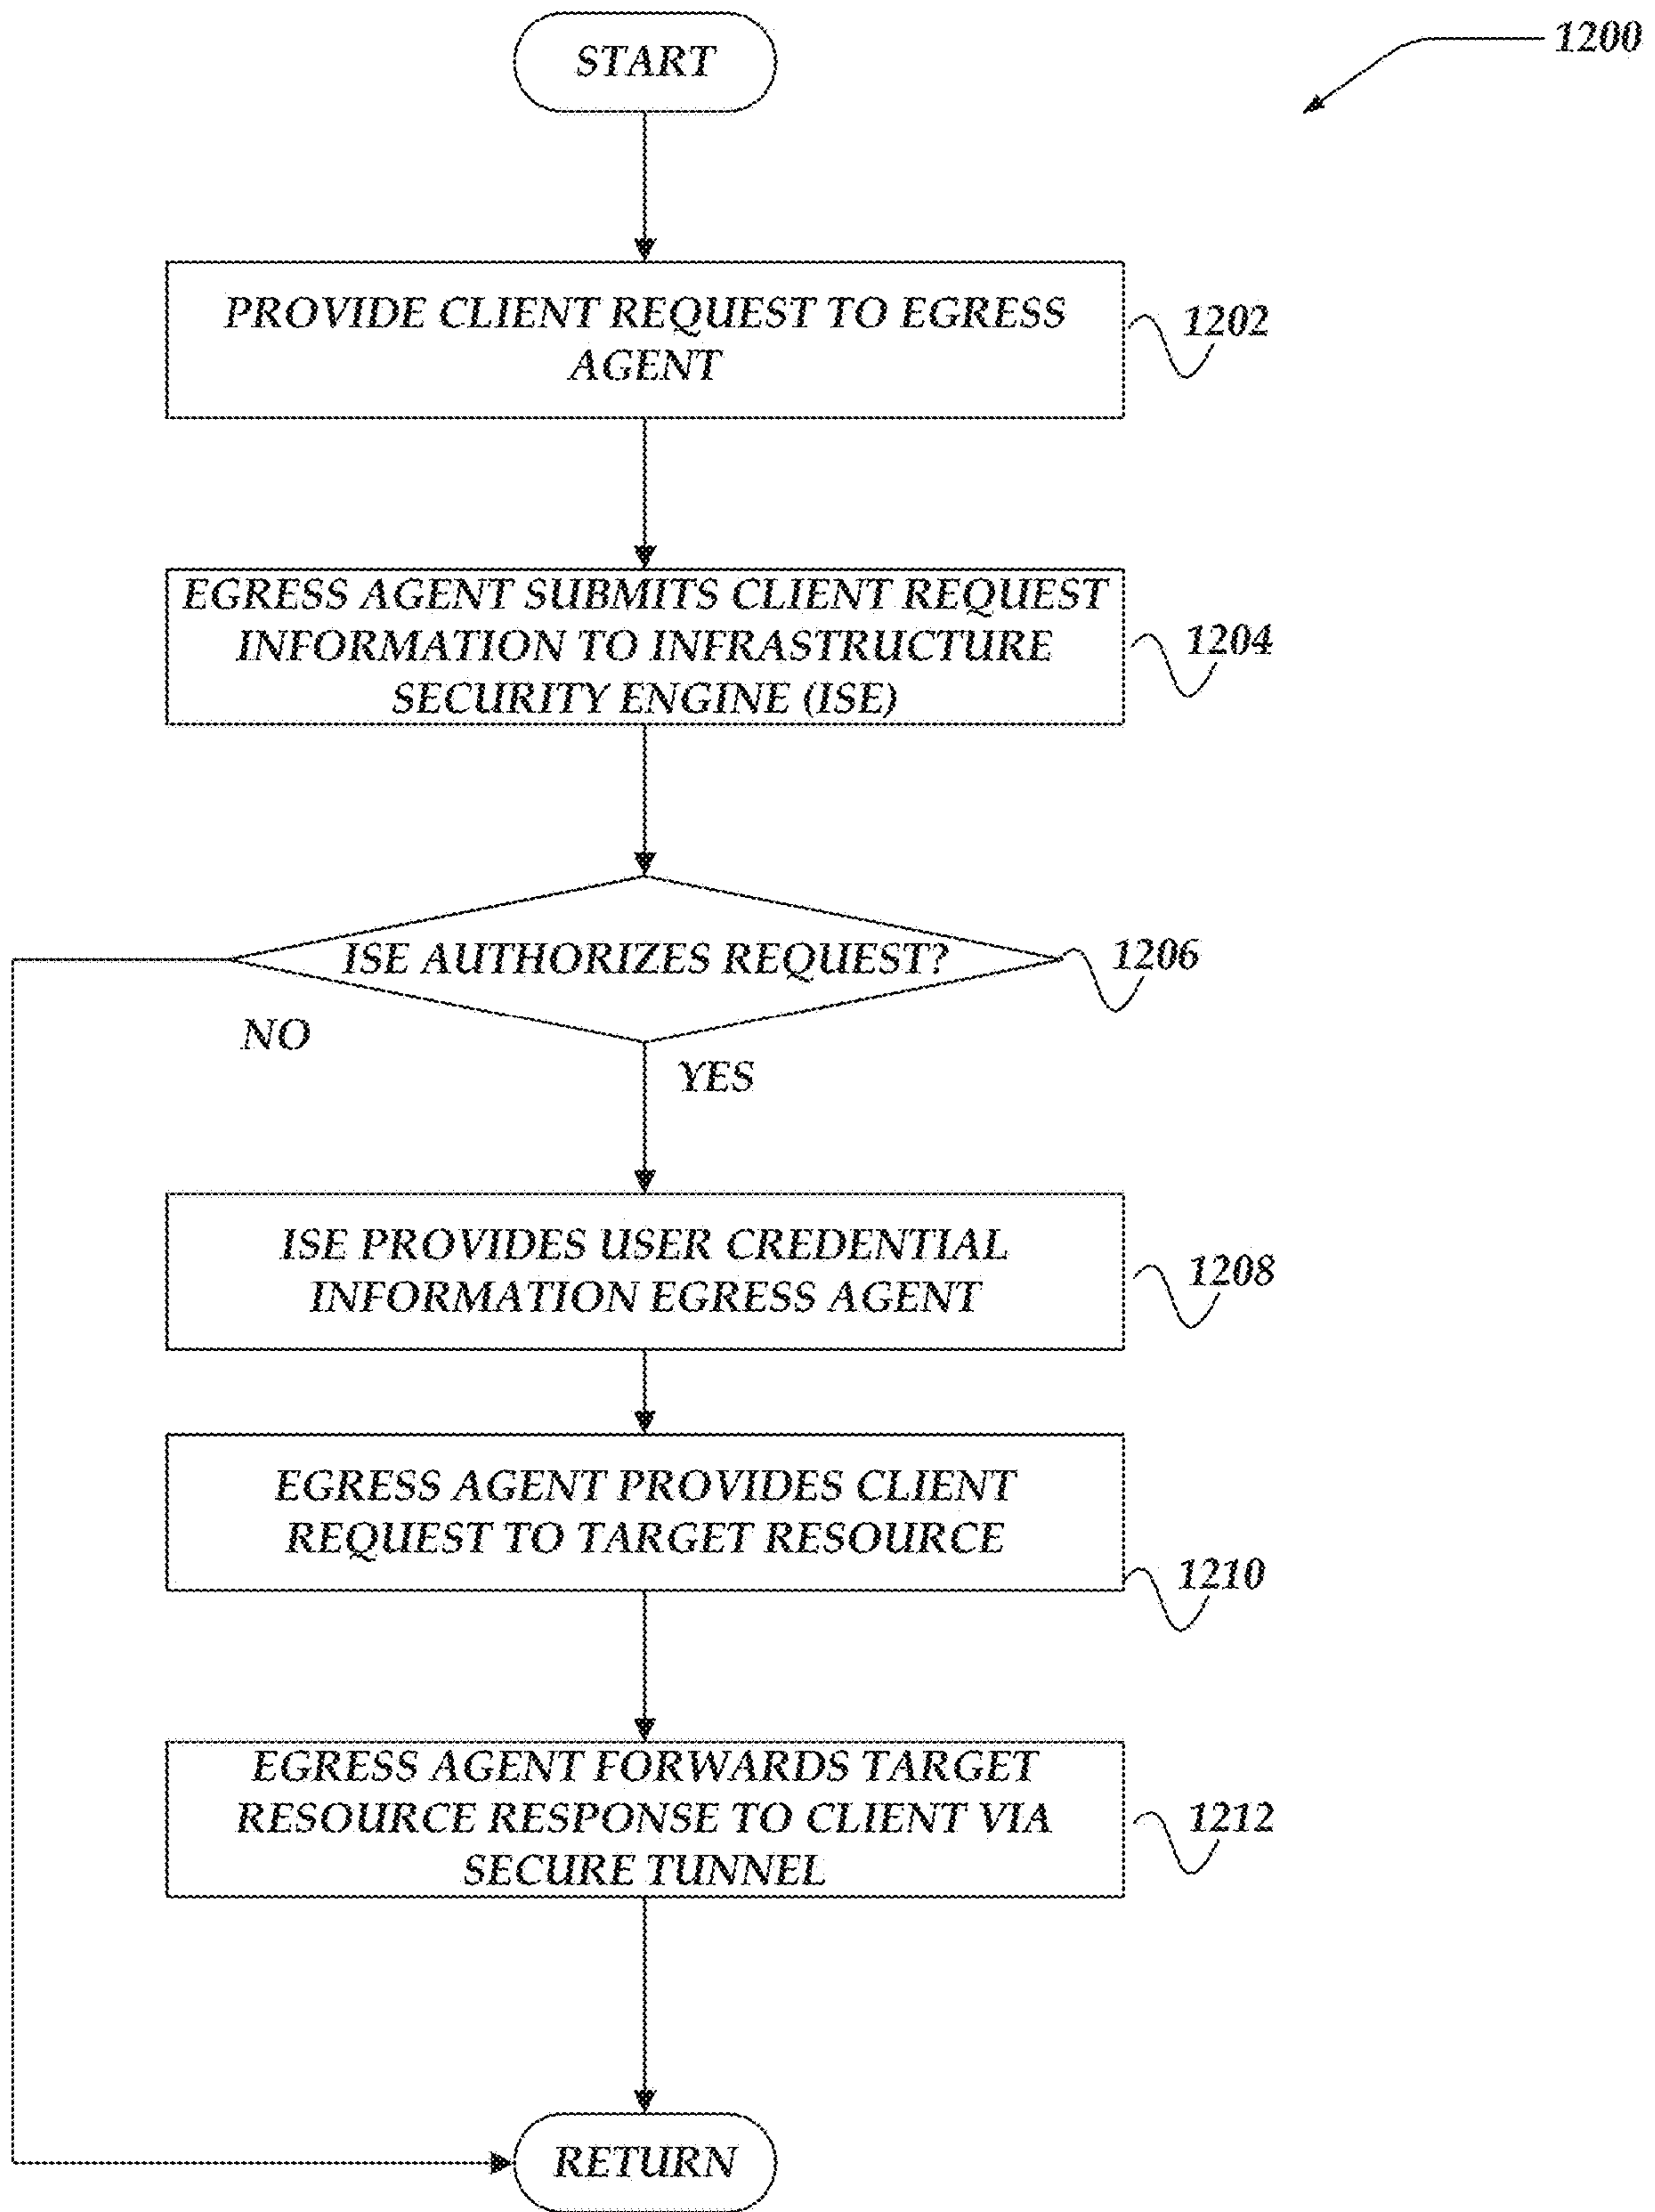 START
1200
PROVIDE CLIENT REQUEST TO EGRESS
AGENT
1202
EGRESS AGENT SUBMITS CLIENT REQUEST
INFORMATION TO INFRASTRUCTURE
SECURITY ENGINE (ISE)
1204
ISE AUTHORIZES REQUEST?
1206
NO
YES
ISE PROVIDES USER CREDENTIAL
INFORMATION EGRESS AGENT
1208
EGRESS AGENT PROVIDES CLIENT
REQUEST TO TARGET RESOURCE
1210
EGRESS AGENT FORWARDS TARGET
RESOURCE RESPONSE TO CLIENT VIA
SECURE TUNNEL
1212
RETURN